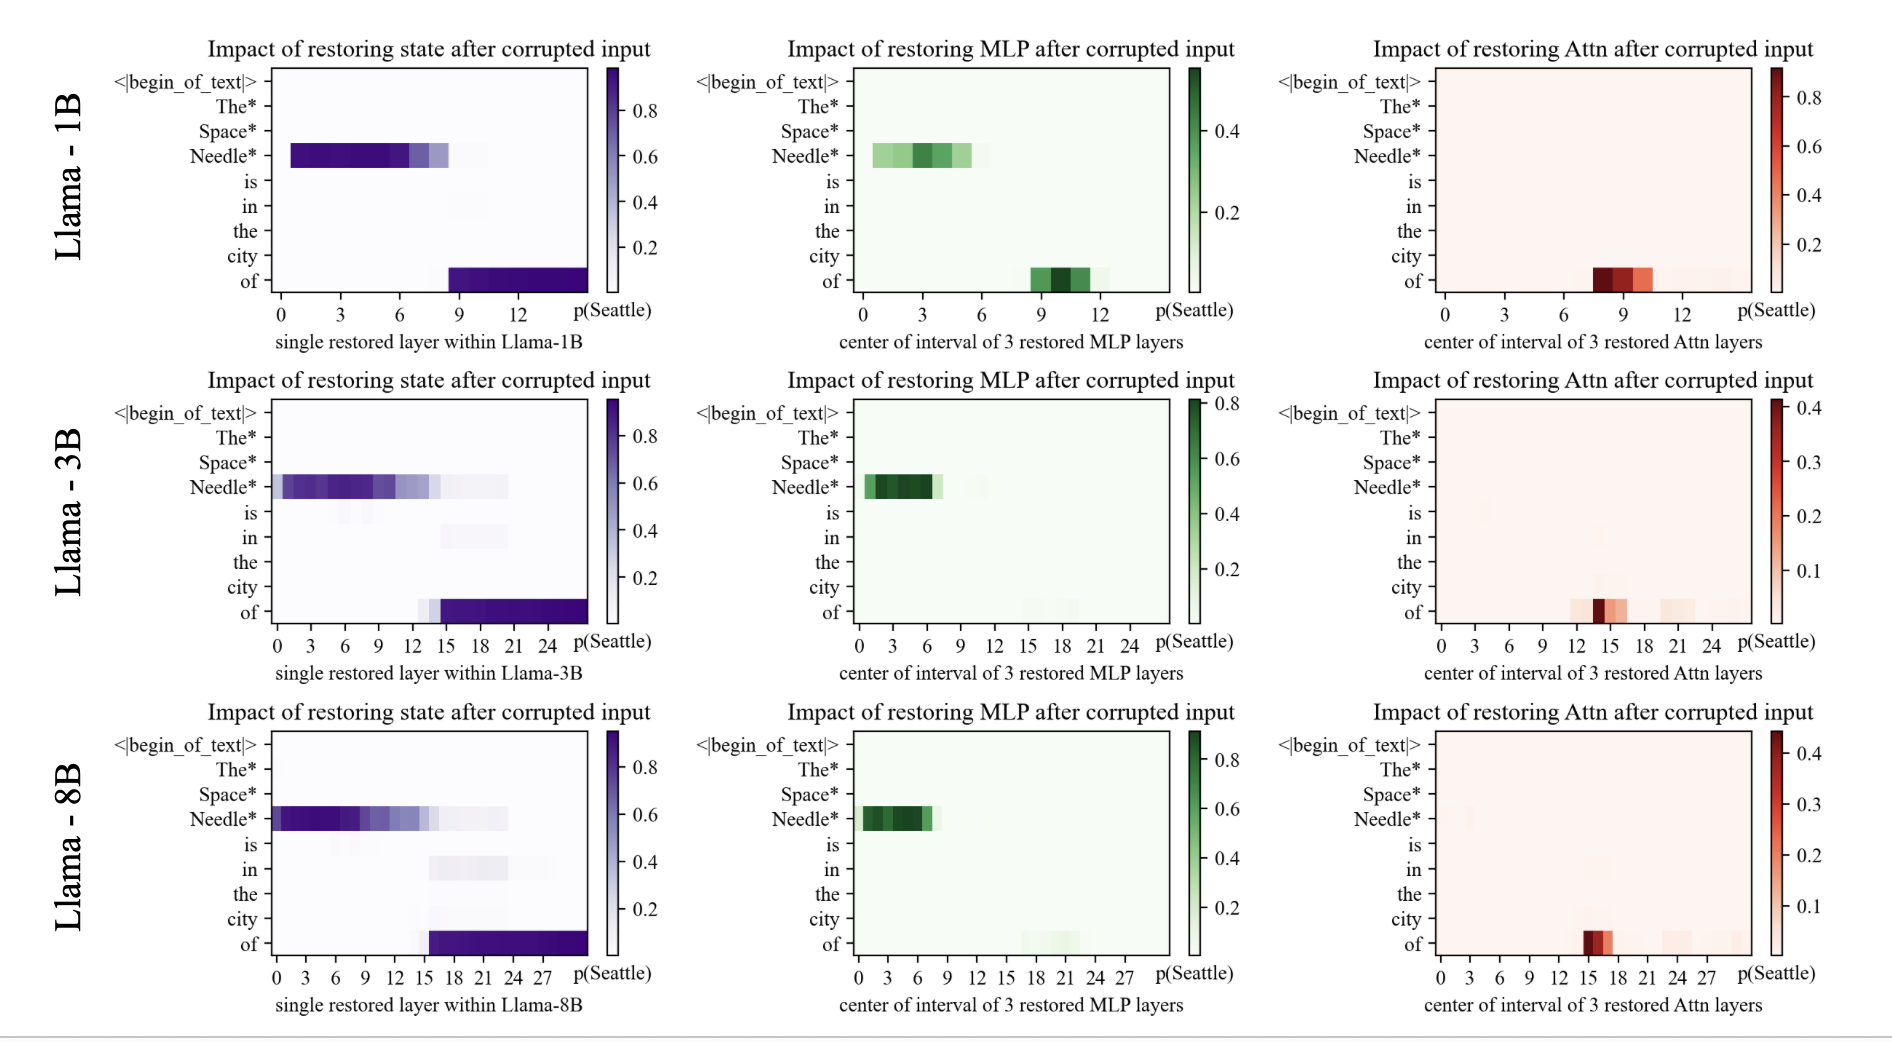 Llama - 1B
Impact of restoring state after corrupted input
<|begin_of_text|>
The*
Space*
Needle*
is
in
the
city
of
0.8
0.6
0.4
0.2
0 3 6 9 12
p(Seattle)
single restored layer within Llama-1B
Impact of restoring MLP after corrupted input
<|begin_of_text|>
The*
Space*
Needle*
is
in
the
city
of
0.4
0.2
0 3 6 9 12
p(Seattle)
center of interval of 3 restored MLP layers
Impact of restoring Attn after corrupted input
<|begin_of_text|>
The*
Space*
Needle*
is
in
the
city
of
0.8
0.6
0.4
0.2
0 3 6 9 12
p(Seattle)
center of interval of 3 restored Attn layers
Llama - 3B
Impact of restoring state after corrupted input
<|begin_of_text|>
The*
Space*
Needle*
is
in
the
city
of
0.8
0.6
0.4
0.2
0 3 6 9 12 15 18 21 24
p(Seattle)
single restored layer within Llama-3B
Impact of restoring MLP after corrupted input
<|begin_of_text|>
The*
Space*
Needle*
is
in
the
city
of
0.8
0.6
0.4
0.2
0 3 6 9 12 15 18 21 24
p(Seattle)
center of interval of 3 restored MLP layers
Impact of restoring Attn after corrupted input
<|begin_of_text|>
The*
Space*
Needle*
is
in
the
city
of
0.4
0.3
0.2
0.1
0 3 6 9 12 15 18 21 24
p(Seattle)
center of interval of 3 restored Attn layers
Llama - 8B
Impact of restoring state after corrupted input
<|begin_of_text|>
The*
Space*
Needle*
is
in
the
city
of
0.8
0.6
0.4
0.2
0 3 6 9 12 15 18 21 24 27
p(Seattle)
single restored layer within Llama-8B
Impact of restoring MLP after corrupted input
<|begin_of_text|>
The*
Space*
Needle*
is
in
the
city
of
0.8
0.6
0.4
0.2
0 3 6 9 12 15 18 21 24 27
p(Seattle)
center of interval of 3 restored MLP layers
Impact of restoring Attn after corrupted input
<|begin_of_text|>
The*
Space*
Needle*
is
in
the
city
of
0.4
0.3
0.2
0.1
0 3 6 9 12 15 18 21 24 27
p(Seattle)
center of interval of 3 restored Attn layers